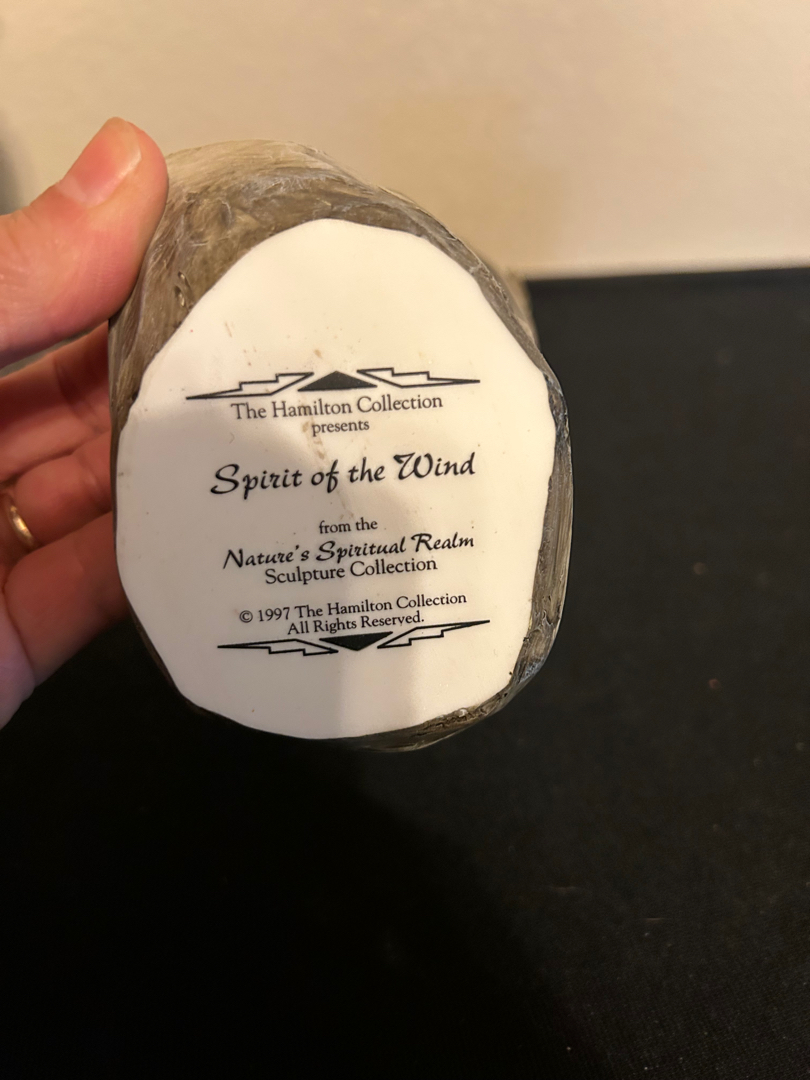 The Hamilton Collection
presents
Spirit of the Wind
from the
Nature's Spiritual Realm
Sculpture Collection
© 1997 The Hamilton Collection
All Rights Reserved.